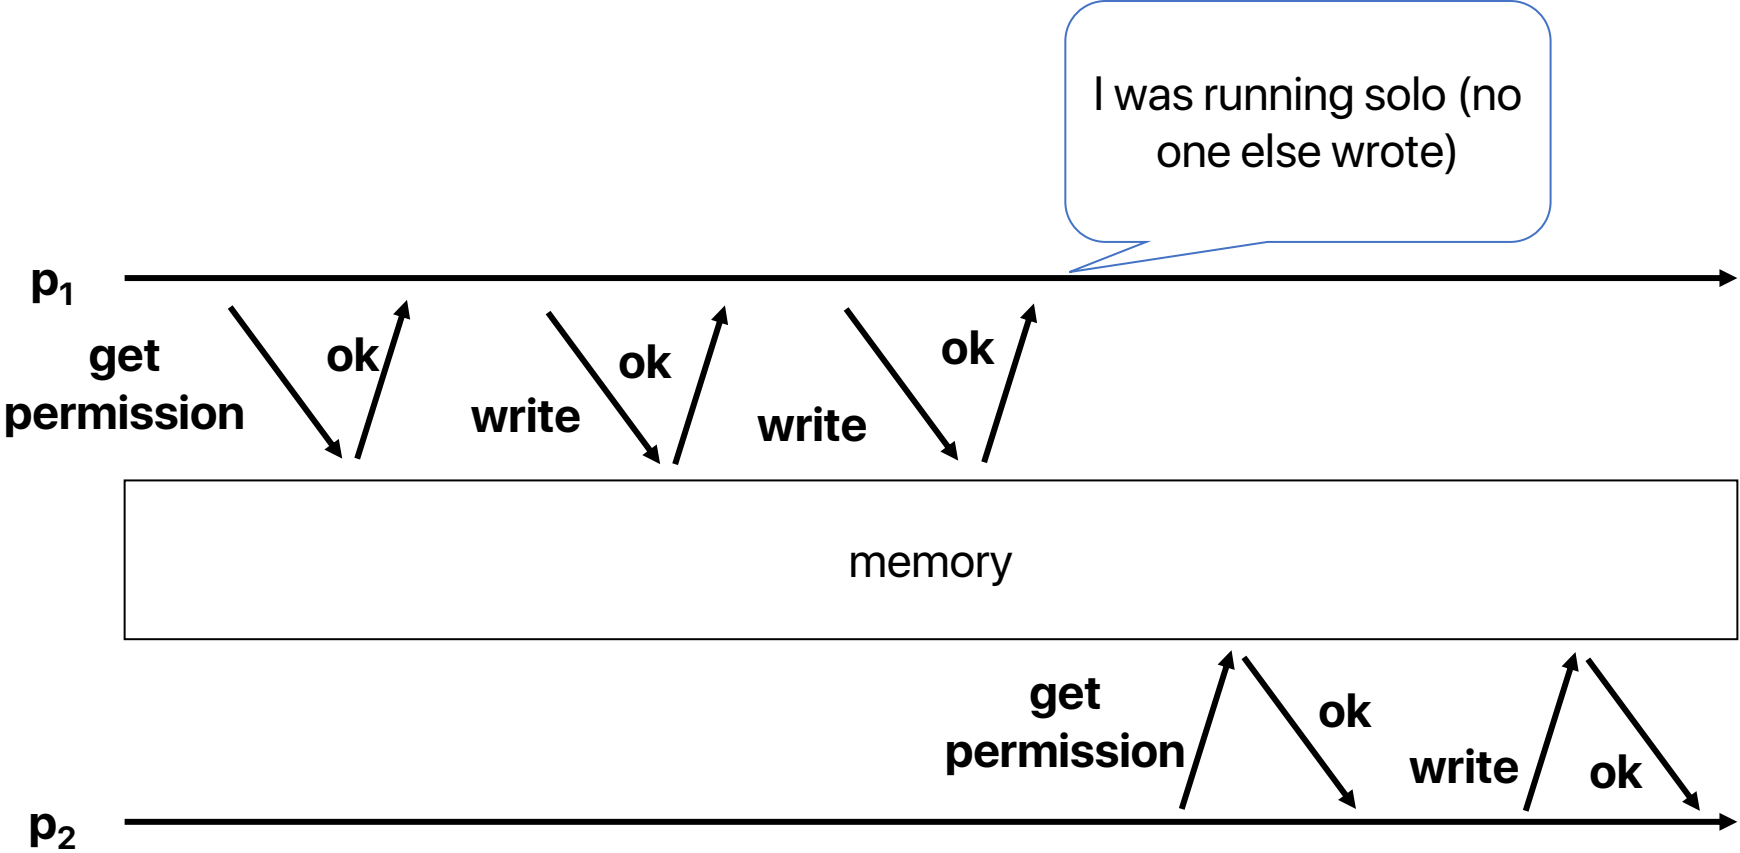 I was running solo (no
one else wrote)
p₁
get
permission
ok
write
ok
write
ok
memory
get
permission
ok
write
ok
p₂